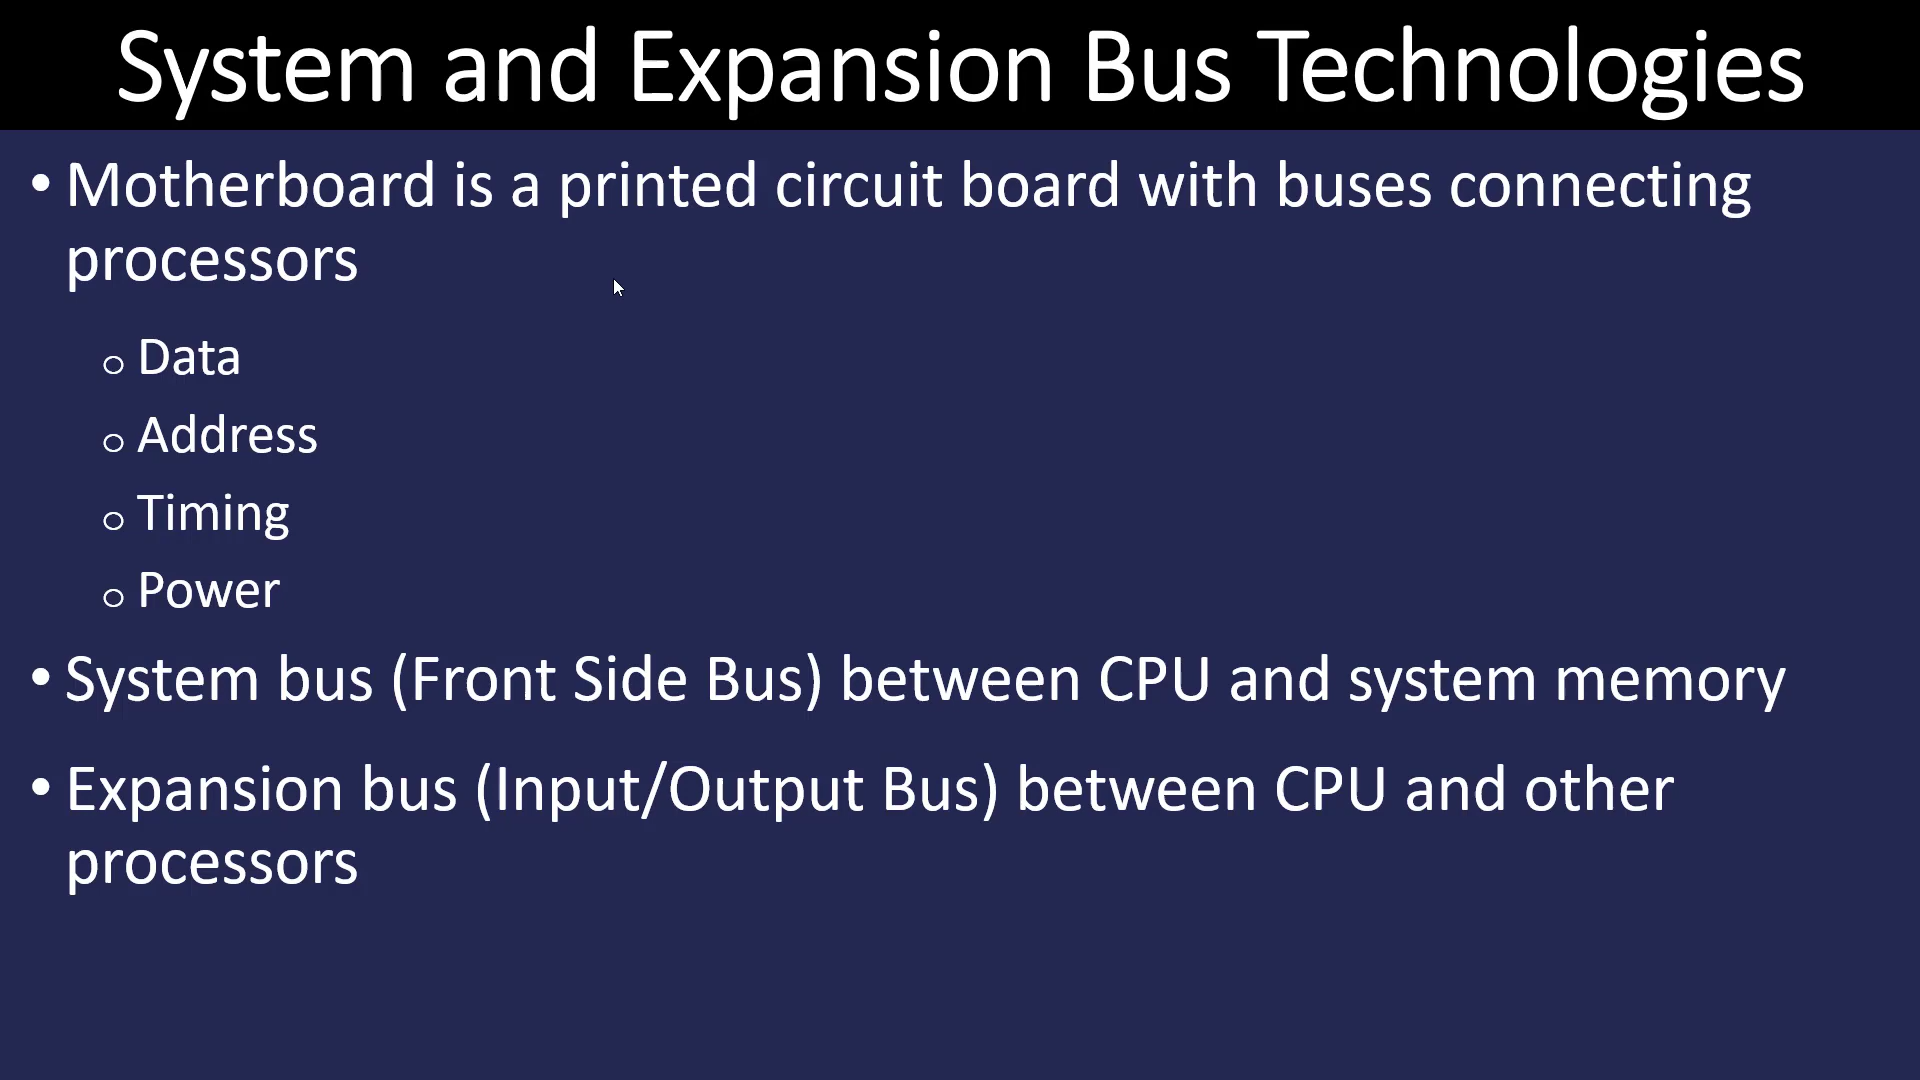 System and Expansion Bus Technologies
• Motherboard is a printed circuit board with buses connecting
processors
o Data
o Address
o Timing
o Power
• System bus (Front Side Bus) between CPU and system memory
• Expansion bus (Input/Output Bus) between CPU and other
processors